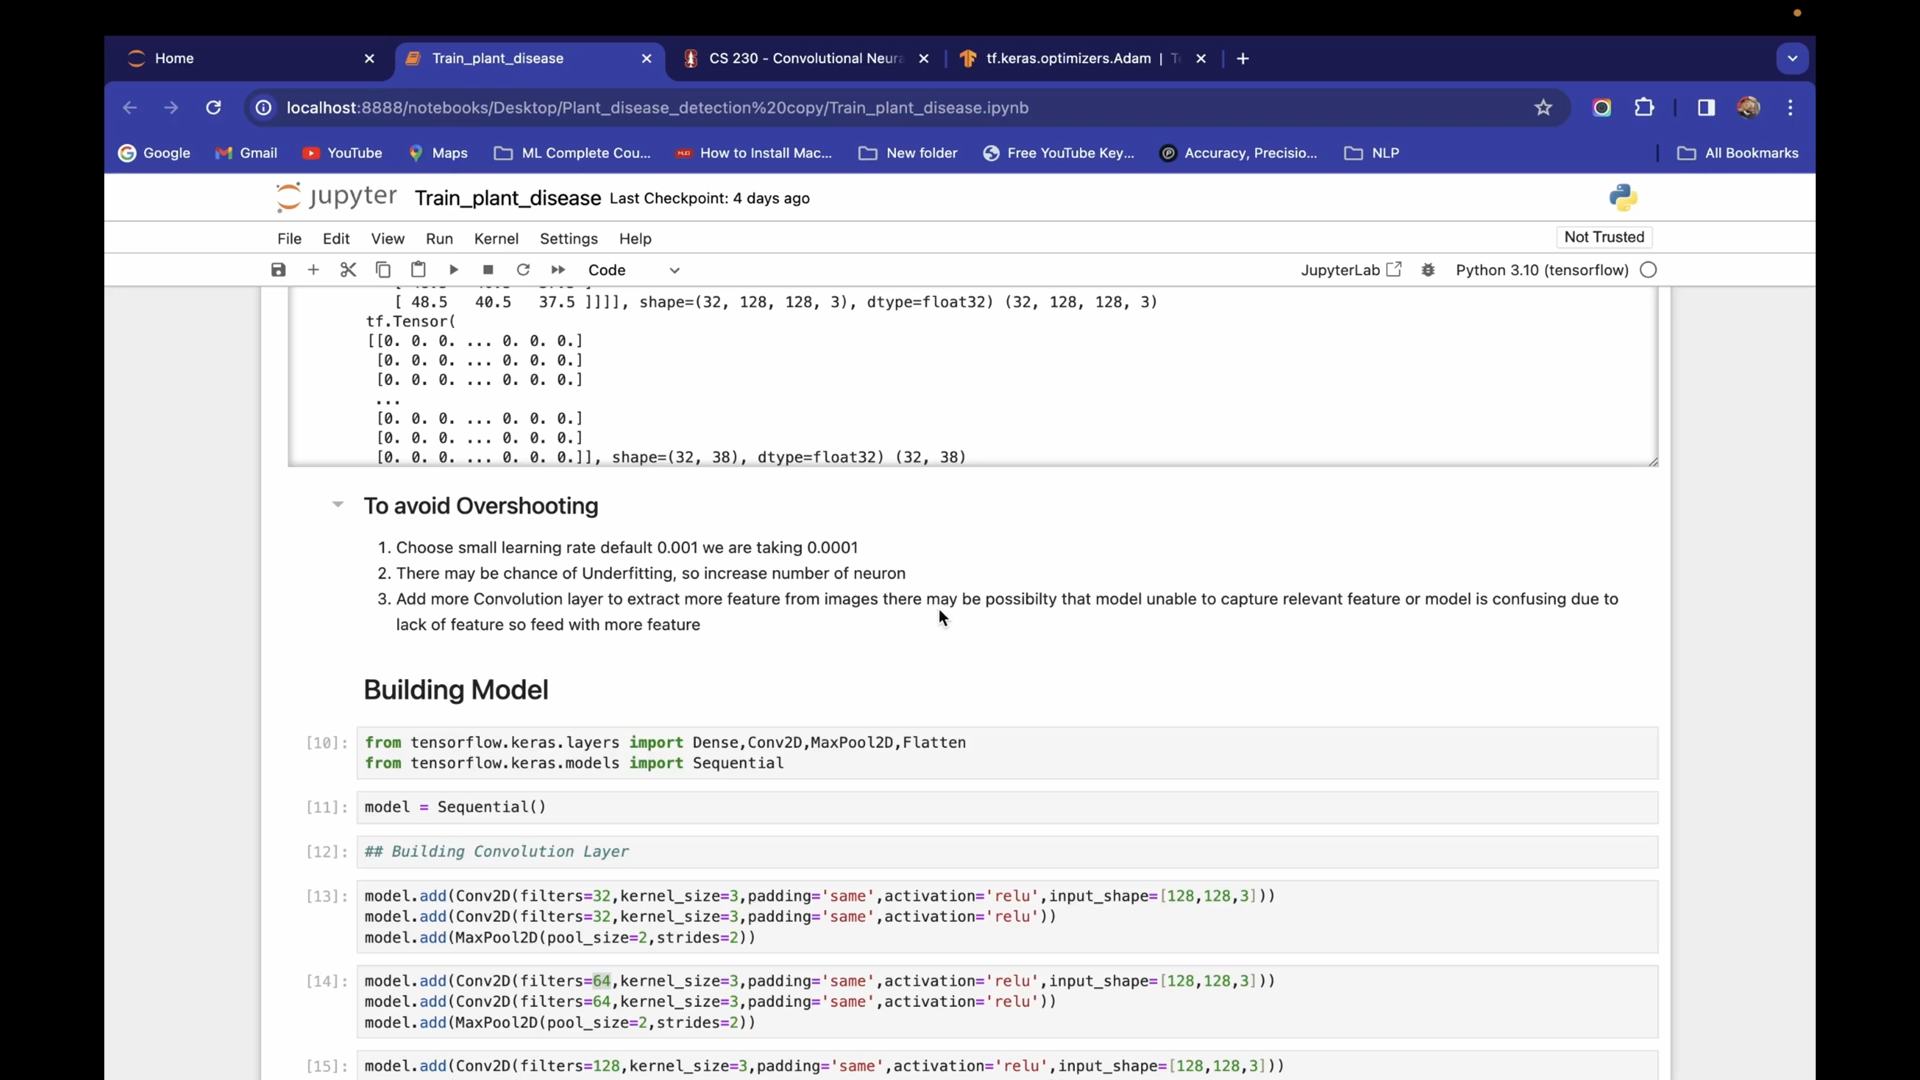 Home
Train_plant_disease
CS 230 - Convolutional Neura
tf.keras.optimizers.Adam | T
localhost:8888/notebooks/Desktop/Plant_disease_detection%20copy/Train_plant_disease.ipynb
Google Gmail YouTube Maps ML Complete Cou... How to Install Mac... New folder Free YouTube Key... Accuracy, Precisio... NLP All Bookmarks
jupyter Train_plant_disease Last Checkpoint: 4 days ago
File Edit View Run Kernel Settings Help Not Trusted
Code JupyterLab Python 3.10 (tensorflow)
[ 48.5 40.5 37.5 ]]]], shape=(32, 128, 128, 3), dtype=float32) (32, 128, 128, 3)
tf.Tensor(
[[0. 0. 0. ... 0. 0. 0.]
[0. 0. 0. ... 0. 0. 0.]
[0. 0. 0. ... 0. 0. 0.]
...
[0. 0. 0. ... 0. 0. 0.]
[0. 0. 0. ... 0. 0. 0.]
[0. 0. 0. ... 0. 0. 0.]], shape=(32, 38), dtype=float32) (32, 38)
To avoid Overshooting
1. Choose small learning rate default 0.001 we are taking 0.0001
2. There may be chance of Underfitting, so increase number of neuron
3. Add more Convolution layer to extract more feature from images there may be possibilty that model unable to capture relevant feature or model is confusing due to
lack of feature so feed with more feature
Building Model
[10]: from tensorflow.keras.layers import Dense,Conv2D,MaxPool2D,Flatten
from tensorflow.keras.models import Sequential
[11]: model = Sequential()
[12]: ## Building Convolution Layer
[13]: model.add(Conv2D(filters=32,kernel_size=3,padding='same',activation='relu',input_shape=[128,128,3]))
model.add(Conv2D(filters=32,kernel_size=3,padding='same',activation='relu'))
model.add(MaxPool2D(pool_size=2,strides=2))
[14]: model.add(Conv2D(filters=64,kernel_size=3,padding='same',activation='relu',input_shape=[128,128,3]))
model.add(Conv2D(filters=64,kernel_size=3,padding='same',activation='relu'))
model.add(MaxPool2D(pool_size=2,strides=2))
[15]: model.add(Conv2D(filters=128,kernel_size=3,padding='same',activation='relu',input_shape=[128,128,3]))